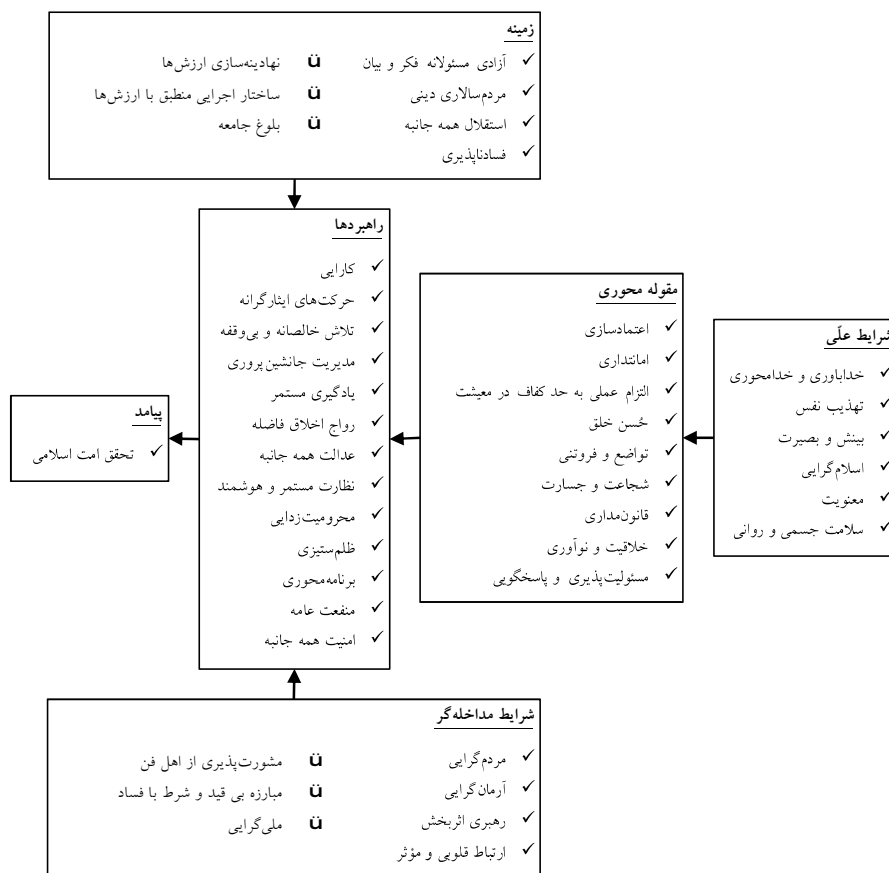 زمینه
✓ آزادی مسئولانه فکر و بیان
✓ مردم‌سالاری دینی
✓ استقلال همه جانبه
✓ فسادناپذیری
ü نهادینه‌سازی ارزش‌ها
ü ساختار اجرایی منطبق با ارزش‌ها
ü بلوغ جامعه
شرایط علّی
✓ خداباوری و خدامحوری
✓ تهذیب نفس
✓ بینش و بصیرت
✓ اسلام‌گرایی
✓ معنویت
✓ سلامت جسمی و روانی
مقوله محوری
✓ اعتمادسازی
✓ امانتداری
✓ التزام عملی به حد کفاف در معیشت
✓ حُسن خلق
✓ تواضع و فروتنی
✓ شجاعت و جسارت
✓ قانون‌مداری
✓ خلاقیت و نوآوری
✓ مسئولیت‌پذیری و پاسخگویی
راهبردها
✓ کارایی
✓ حرکت‌های ایثارگرانه
✓ تلاش خالصانه و بی‌وقفه
✓ مدیریت جانشین‌پروری
✓ یادگیری مستمر
✓ رواج اخلاق فاضله
✓ عدالت همه جانبه
✓ نظارت مستمر و هوشمند
✓ محرومیت‌زدایی
✓ ظلم‌ستیزی
✓ برنامه‌محوری
✓ منفعت عامه
✓ امنیت همه جانبه
پیامد
✓ تحقق امت اسلامی
شرایط مداخله‌گر
✓ مردم‌گرایی
✓ آرمان‌گرایی
✓ رهبری اثربخش
✓ ارتباط قلوبی و مؤثر
ü مشورت‌پذیری از اهل فن
ü مبارزه بی قید و شرط با فساد
ü ملی‌گرایی